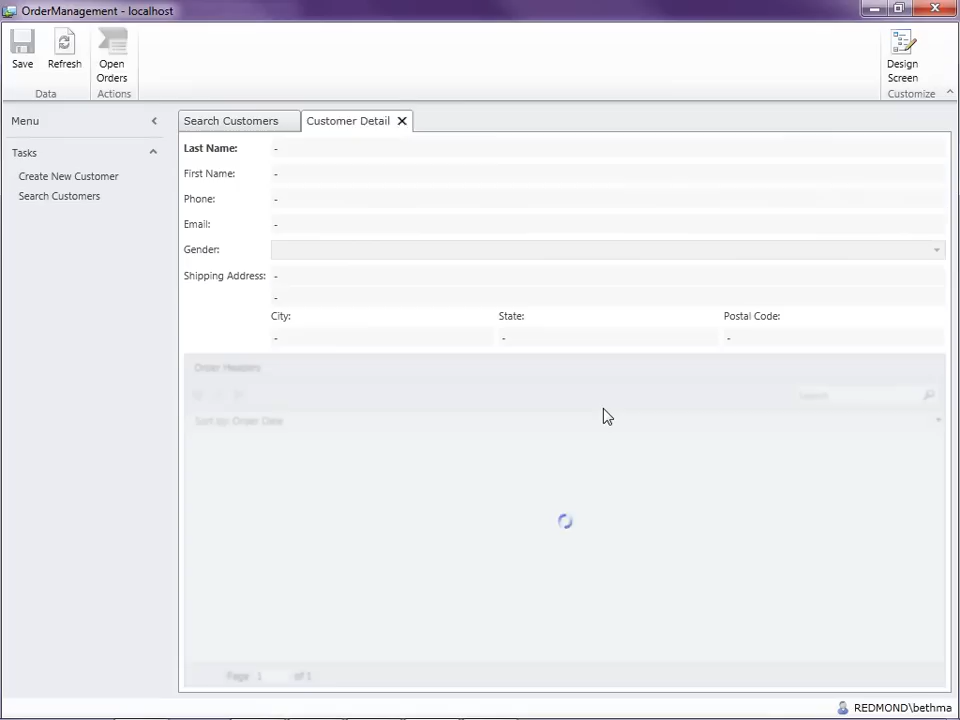 OrderManagement - localhost
Save
Refresh
Open Orders
Design Screen
Data
Actions
Customize
Menu
Search Customers
Customer Detail
Tasks
Create New Customer
Search Customers
Last Name: -
First Name: -
Phone: -
Email: -
Gender:
Shipping Address: -
-
City:
State:
Postal Code:
-
-
-
Order Headers
Search
Sort by: Order Date
Page 1 of 1
REDMOND\bethma